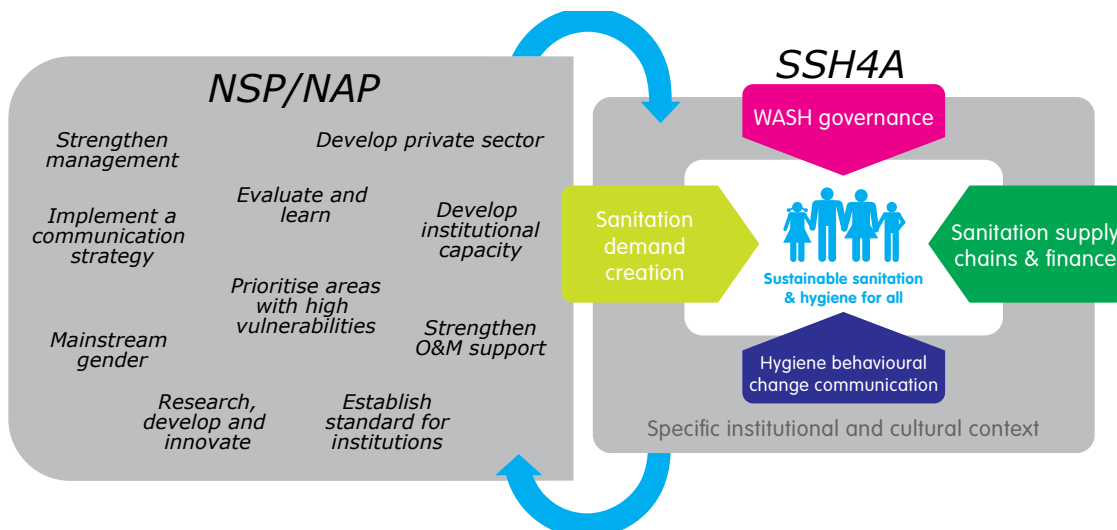 NSP/NAP
Strengthen
management
Develop private sector
Evaluate and
learn
Implement a
communication
strategy
Develop
institutional
capacity
Prioritise areas
with high
vulnerabilities
Mainstream
gender
Strengthen
O&M support
Research,
develop and
innovate
Establish
standard for
institutions
SSH4A
WASH governance
Sanitation
demand
creation
Sustainable sanitation
& hygiene for all
Sanitation supply
chains & finance
Hygiene behavioural
change communication
Specific institutional and cultural context